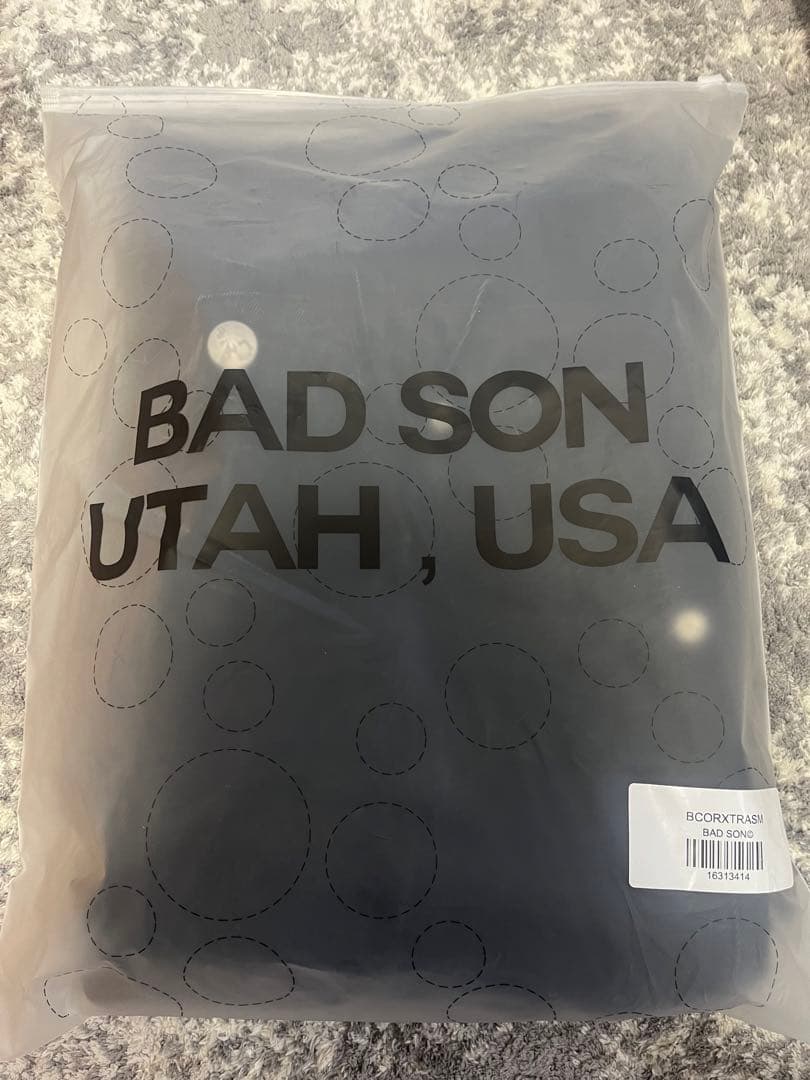 BAD SON
UTAH , USA
BCORXTRASM
BAD SON©
16313414